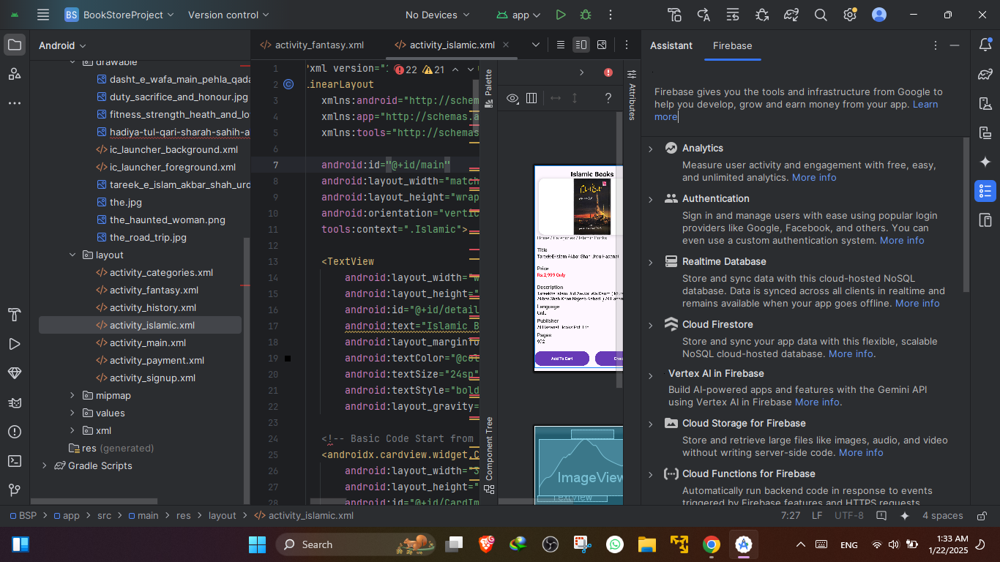 BS BookStoreProject Version control No Devices app
Android
drawable
dasht_e_wafa_main_pehla_qada
duty_sacrifice_and_honour.jpg
fitness_strength_heath_and_lo
hadiya-tul-qari-sharah-sahih-a
ic_launcher_background.xml
ic_launcher_foreground.xml
tareek_e_islam_akbar_shah_urd
the.jpg
the_haunted_woman.png
the_road_trip.jpg
layout
activity_categories.xml
activity_fantasy.xml
activity_history.xml
activity_islamic.xml
activity_main.xml
activity_payment.xml
activity_signup.xml
mipmap
values
xml
res (generated)
Gradle Scripts
activity_fantasy.xml activity_islamic.xml
22 21
1 ?xml version="1
2 .inearLayout
3 xmlns:android="http://schem
4 xmlns:app="http://schemas.a
5 xmlns:tools="http://schemas
6
7 android:id="@+id/main"
8 android:layout_width="match
9 android:layout_height="wrap
10 android:orientation="vertic
11 tools:context=".Islamic">
12
13 <TextView
14 android:layout_width="w
15 android:layout_height="
16 android:id="@+id/detail
17 android:text="Islamic B
18 android:layout_marginTo
19 android:textColor="@col
20 android:textSize="24sp"
21 android:textStyle="bold
22 android:layout_gravity=
23
24 <!-- Basic Code Start from
25 <androidx.cardview.widget.C
26 android:layout_width="3
27 android:layout_height="
28 android:id="@+id/CardIm
Palette
Component Tree
Attributes
?
Islamic Books
Home / Categories / Islamic Books
Title
Tareek-E-Islam Akbar Shah Urdu Hasanat
Price
Rs.2,999 Only
Description
Language
Urdu
Publisher
Al Hasanat Books Pvt. Ltd
Pages
972
Add To Cart
Chec
ImageView
TextView
Assistant Firebase
Firebase gives you the tools and infrastructure from Google to
help you develop, grow and earn money from your app. Learn
more
Analytics
Measure user activity and engagement with free, easy,
and unlimited analytics. More info
Authentication
Sign in and manage users with ease using popular login
providers like Google, Facebook, and others. You can
even use a custom authentication system. More info
Realtime Database
Store and sync data with this cloud-hosted NoSQL
database. Data is synced across all clients in realtime and
remains available when your app goes offline. More info
Cloud Firestore
Store and sync your app data with this flexible, scalable
NoSQL cloud-hosted database. More info.
Vertex AI in Firebase
Build AI-powered apps and features with the Gemini API
using Vertex AI in Firebase More info.
Cloud Storage for Firebase
Store and retrieve large files like images, audio, and video
without writing server-side code. More info
Cloud Functions for Firebase
Automatically run backend code in response to events
triggered by Firebase features and HTTPS requests
BSP app src main res layout activity_islamic.xml 7:27 LF UTF-8 4 spaces
Search ENG 1:33 AM
1/22/2025